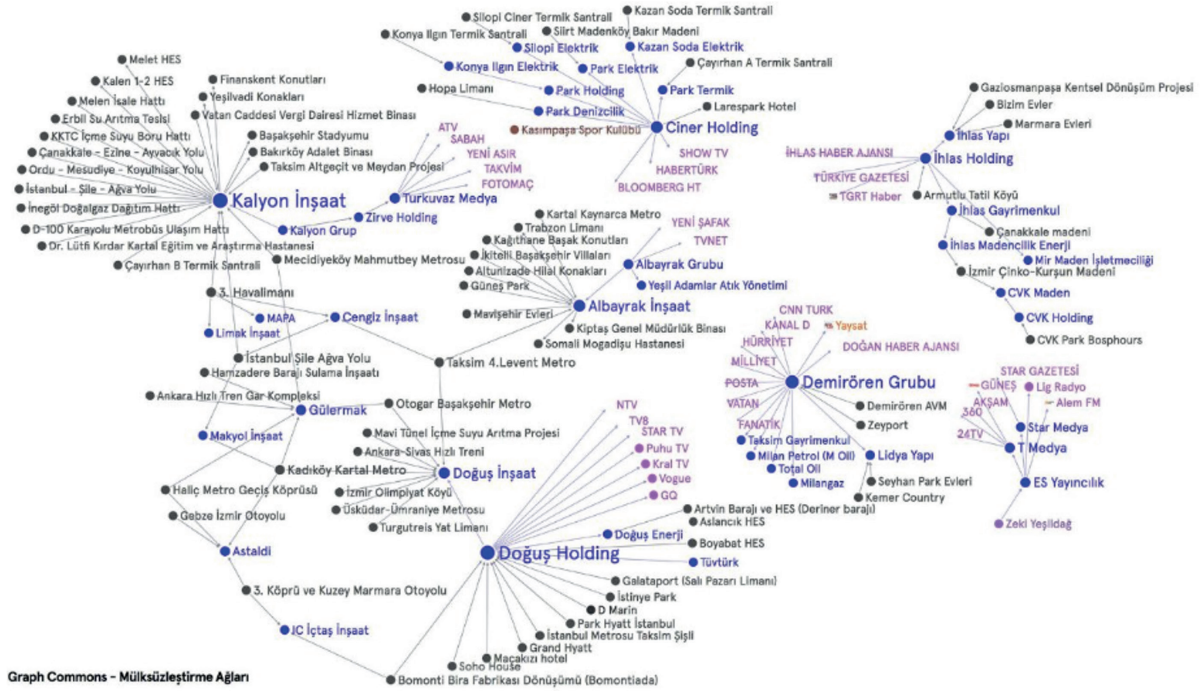 Silopi Ciner Termik Santrali
Kazan Soda Termik Santrali
Konya Ilgın Termik Santrali
Siirt Madenköy Bakır Madeni
Silopi Elektrik
Kazan Soda Elektrik
Konya Ilgın Elektrik
Park Elektrik
Çayırhan A Termik Santrali
Hopa Limanı
Park Holding
Park Termik
Park Denizcilik
Larespark Hotel
Kasımpaşa Spor Kulübü
Ciner Holding
SHOW TV
HABERTÜRK
BLOOMBERG HT
Melet HES
Kalen 1-2 HES
Finanskent Konutları
Melen İsale Hattı
Yeşilvadi Konakları
Erbil Su Arıtma Tesisi
Vatan Caddesi Vergi Dairesi Hizmet Binası
KKTC İçme Suyu Boru Hattı
Başakşehir Stadyumu
Çanakkale - Ezine - Ayvacık Yolu
Bakırköy Adalet Binası
Ordu - Mesudiye - Koyulhisar Yolu
Taksim Altgeçit ve Meydan Projesi
İstanbul - Şile - Ağva Yolu
Kalyon İnşaat
İnegöl Doğalgaz Dağıtım Hattı
D-100 Karayolu Metrobüs Ulaşım Hattı
Kalyon Grup
Zirve Holding
Turkuvaz Medya
ATV
SABAH
YENİ ASIR
TAKVİM
FOTOMAÇ
Dr. Lütfi Kırdar Kartal Eğitim ve Araştırma Hastanesi
Çayırhan B Termik Santrali
Mecidiyeköy Mahmutbey Metrosu
3. Havalimanı
MAPA
Cengiz İnşaat
Limak İnşaat
İstanbul Şile Ağva Yolu
Hamzadere Barajı Sulama İnşaatı
Taksim 4.Levent Metro
Ankara Hızlı Tren Gar Kompleksi
Gülermak
Otogar Başakşehir Metro
Makyol İnşaat
Mavi Tünel İçme Suyu Arıtma Projesi
Ankara-Sivas Hızlı Treni
Kadıköy Kartal Metro
Doğuş İnşaat
Haliç Metro Geçiş Köprüsü
İzmir Olimpiyat Köyü
Gebze İzmir Otoyolu
Üsküdar-Ümraniye Metrosu
Turgutreis Yat Limanı
Astaldi
3. Köprü ve Kuzey Marmara Otoyolu
IC İçtaş İnşaat
Kartal Kaynarca Metro
Trabzon Limanı
Kağıthane Başak Konutları
İkitelli Başakşehir Villaları
Altunizade Hilal Konakları
Güneş Park
Mavişehir Evleri
YENİ ŞAFAK
TVNET
Albayrak Grubu
Yeşil Adamlar Atık Yönetimi
Albayrak İnşaat
Kiptaş Genel Müdürlük Binası
Somali Mogadişu Hastanesi
NTV
TV8
STAR TV
Puhu TV
Kral TV
Vogue
GQ
Artvin Barajı ve HES (Deriner barajı)
Aslancık HES
Doğuş Enerji
Boyabat HES
Doğuş Holding
Tüvtürk
Galataport (Salı Pazarı Limanı)
İstinye Park
D Marin
Park Hyatt İstanbul
İstanbul Metrosu Taksim Şişli
Grand Hyatt
Maçakızı hotel
Soho House
Bomonti Bira Fabrikası Dönüşümü (Bomontiada)
CNN TURK
KANAL D
Yaysat
HÜRRİYET
DOĞAN HABER AJANSI
MİLLİYET
POSTA
Demirören Grubu
VATAN
Demirören AVM
FANATİK
Zeyport
Taksim Gayrimenkul
Milan Petrol (M Oil)
Lidya Yapı
Total Oil
Milangaz
Seyhan Park Evleri
Kemer Country
Gaziosmanpaşa Kentsel Dönüşüm Projesi
Bizim Evler
Marmara Evleri
İhlas Yapı
İHLAS HABER AJANSI
İhlas Holding
TÜRKİYE GAZETESİ
TGRT Haber
Armutlu Tatil Köyü
İhlas Gayrimenkul
Çanakkale madeni
İhlas Madencilik Enerji
Mir Maden İşletmeciliği
İzmir Çinko-Kurşun Madeni
CVK Maden
CVK Holding
CVK Park Bosphours
STAR GAZETESİ
GÜNEŞ
Lig Radyo
AKŞAM
Alem FM
360
Star Medya
24TV
T Medya
ES Yayıncılık
Zeki Yeşildağ
Graph Commons - Mülksüzleştirme Ağları